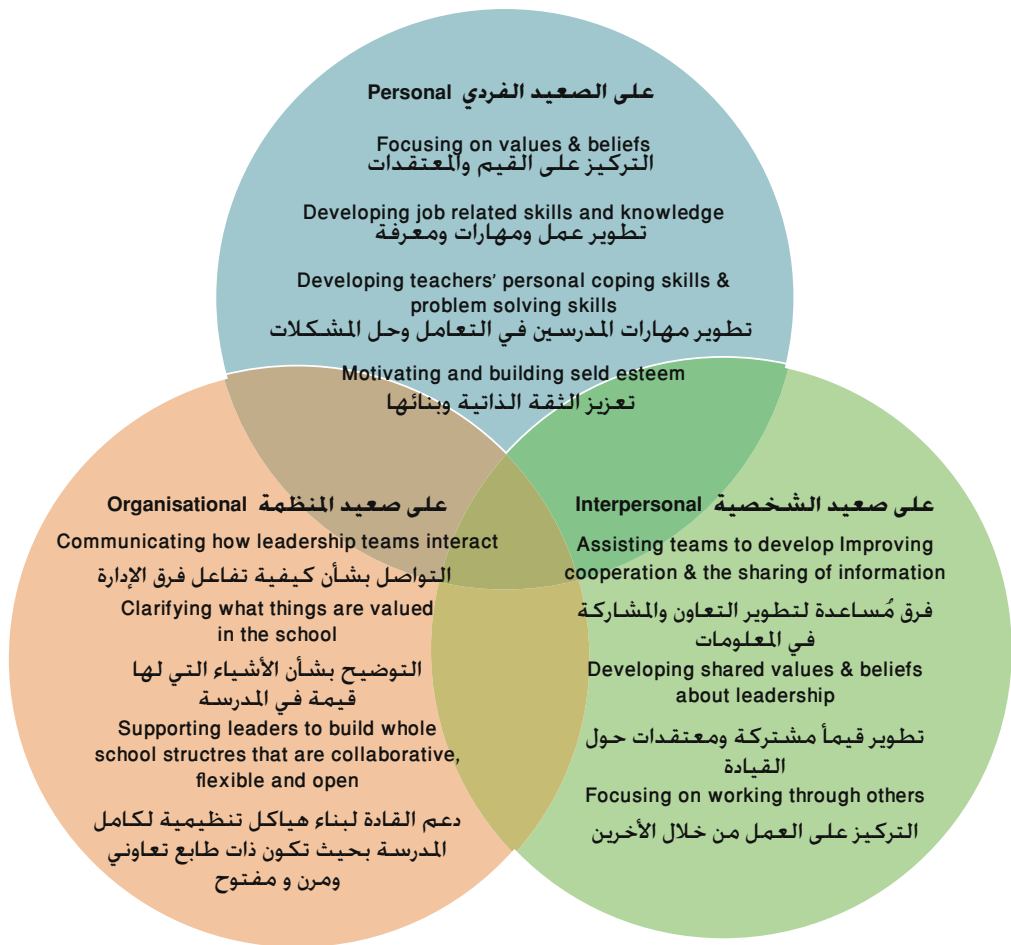 Personal على الصعيد الفردي
Focusing on values & beliefs
التركيز على القيم والمعتقدات
Developing job related skills and knowledge
تطوير عمل ومهارات ومعرفة
Developing teachers' personal coping skills &
problem solving skills
تطوير مهارات المدرسين في التعامل وحل المشكلات
Motivating and building seld esteem
تعزيز الثقة الذاتية وبنائها
Organisational على صعيد المنظمة
Communicating how leadership teams interact
التواصل بشأن كيفية تفاعل فرق الإدارة
Clarifying what things are valued
in the school
التوضيح بشأن الأشياء التي لها
قيمة في المدرسة
Supporting leaders to build whole
school structres that are collaborative,
flexible and open
دعم القادة لبناء هياكل تنظيمية لكامل
المدرسة بحيث تكون ذات طابع تعاوني
ومرن و مفتوح
Interpersonal على صعيد الشخصية
Assisting teams to develop Improving
cooperation & the sharing of information
فرق مُساعدة لتطوير التعاون والمشاركة
في المعلومات
Developing shared values & beliefs
about leadership
تطوير قيمأ مشتركة ومعتقدات حول
القيادة
Focusing on working through others
التركيز على العمل من خلال الأخرين